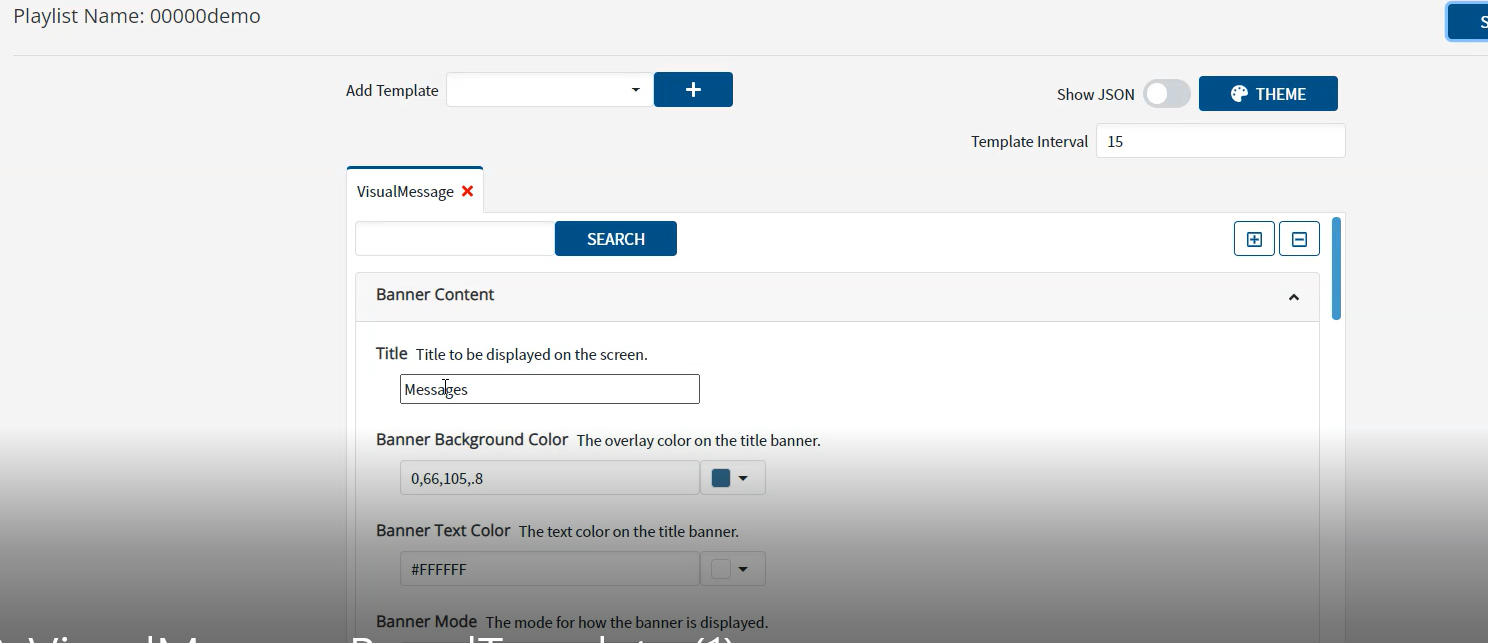 Playlist Name: 00000demo
Add Template
Show JSON
THEME
Template Interval 15
VisualMessage
SEARCH
Banner Content
Title Title to be displayed on the screen.
Messages
Banner Background Color The overlay color on the title banner.
0,66,105,.8
Banner Text Color The text color on the title banner.
#FFFFFF
Banner Mode The mode for how the banner is displayed.